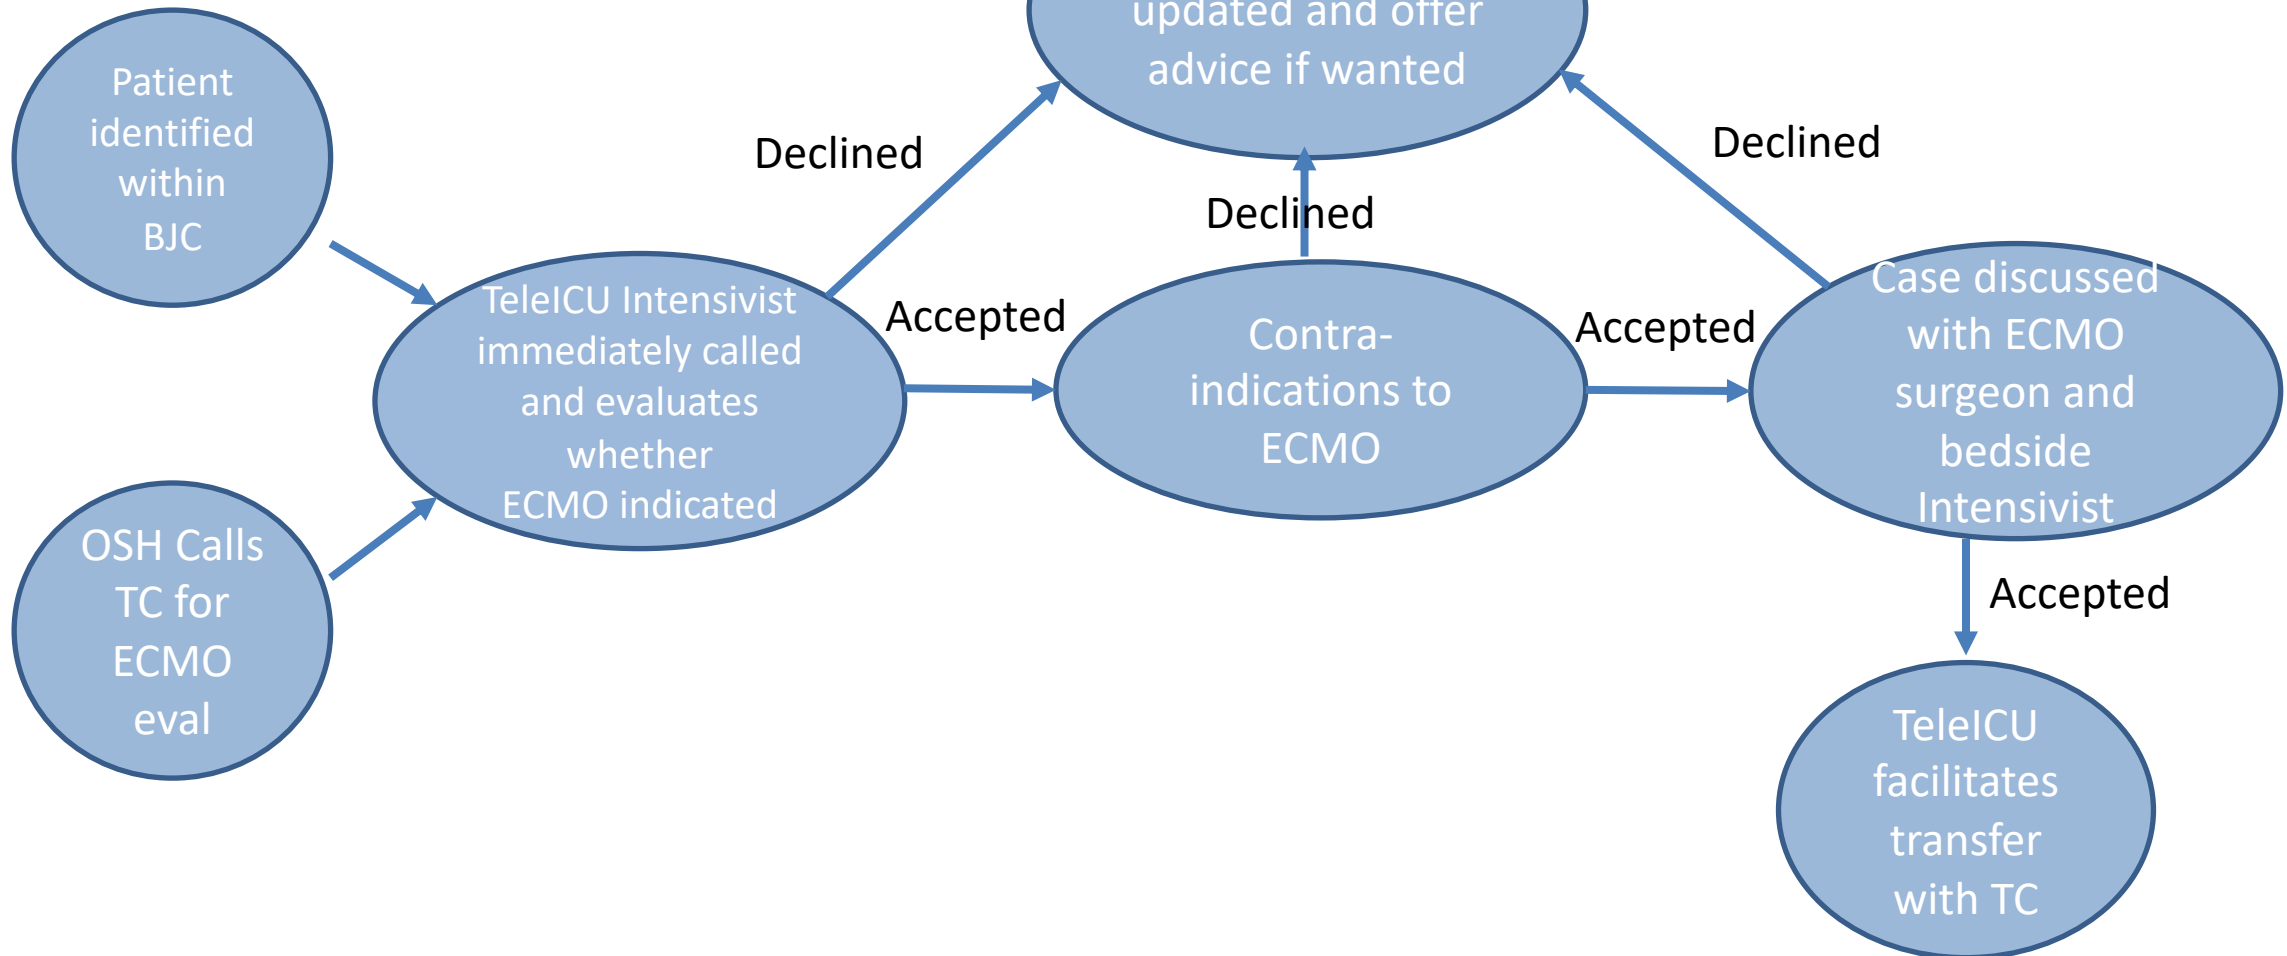 updated and offer
advice if wanted
Patient
identified
within
BJC
Declined
Declined
Declined
TeleICU Intensivist
immediately called
and evaluates
whether
ECMO indicated
Accepted
Contra-
indications to
ECMO
Accepted
Case discussed
with ECMO
surgeon and
bedside
Intensivist
OSH Calls
TC for
ECMO
eval
Accepted
TeleICU
facilitates
transfer
with TC